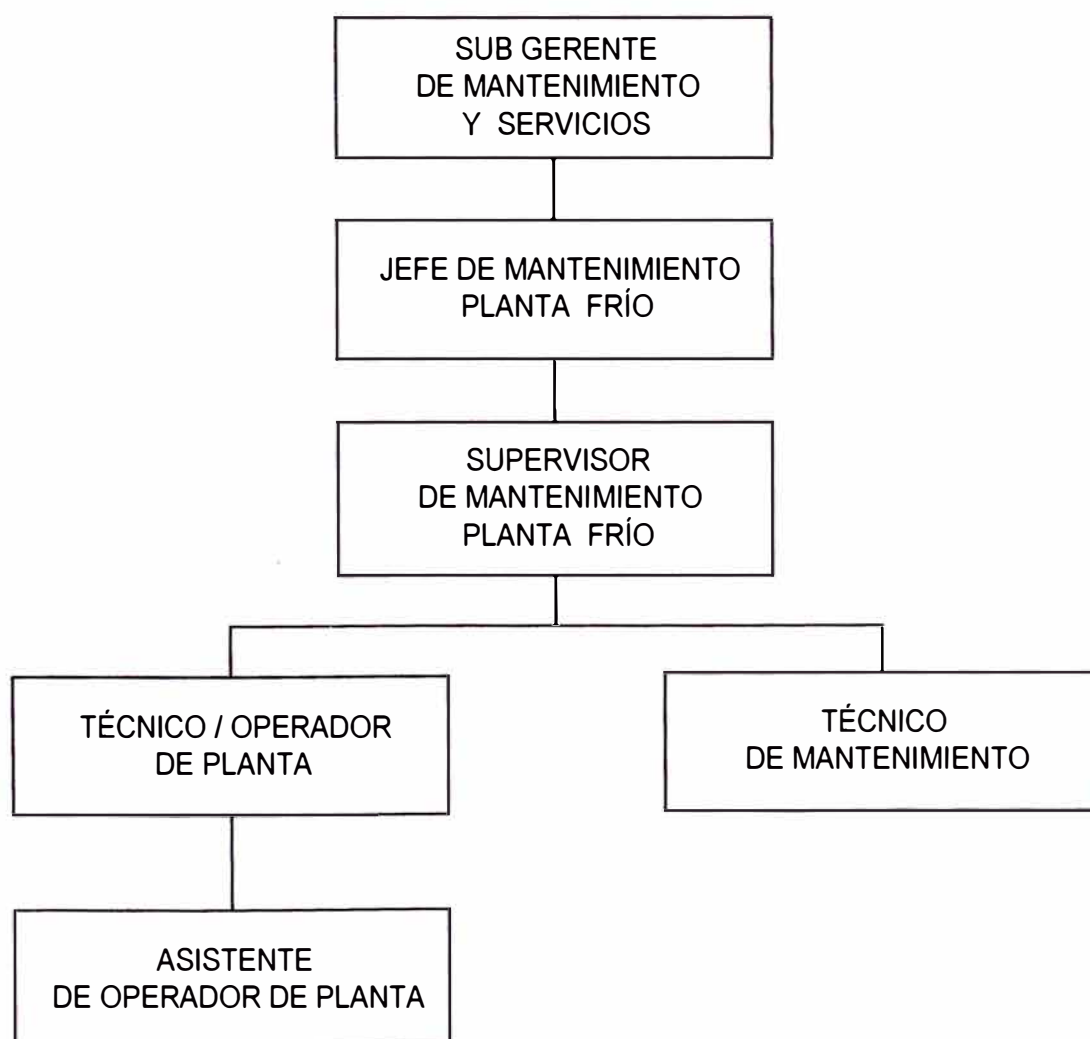 SUB GERENTE
DE MANTENIMIENTO
Y SERVICIOS
JEFE DE MANTENIMIENTO
PLANTA FRÍO
SUPERVISOR
DE MANTENIMIENTO
PLANTA FRÍO
TÉCNICO / OPERADOR
DE PLANTA
TÉCNICO
DE MANTENIMIENTO
ASISTENTE
DE OPERADOR DE PLANTA